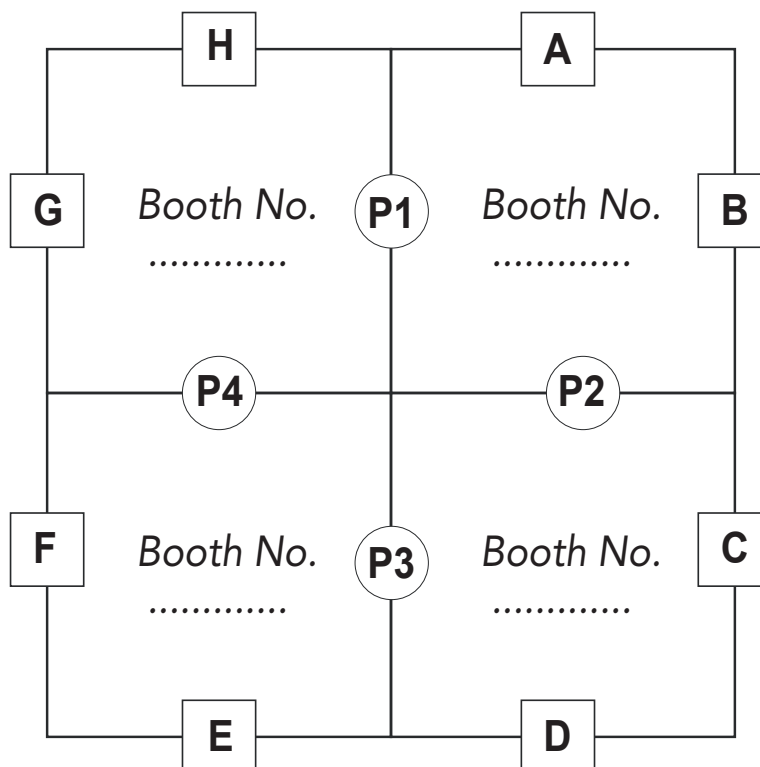 H A
G Booth No. P1 Booth No. B
............. .............
P4 P2
F Booth No. P3 Booth No. C
............. .............
E D